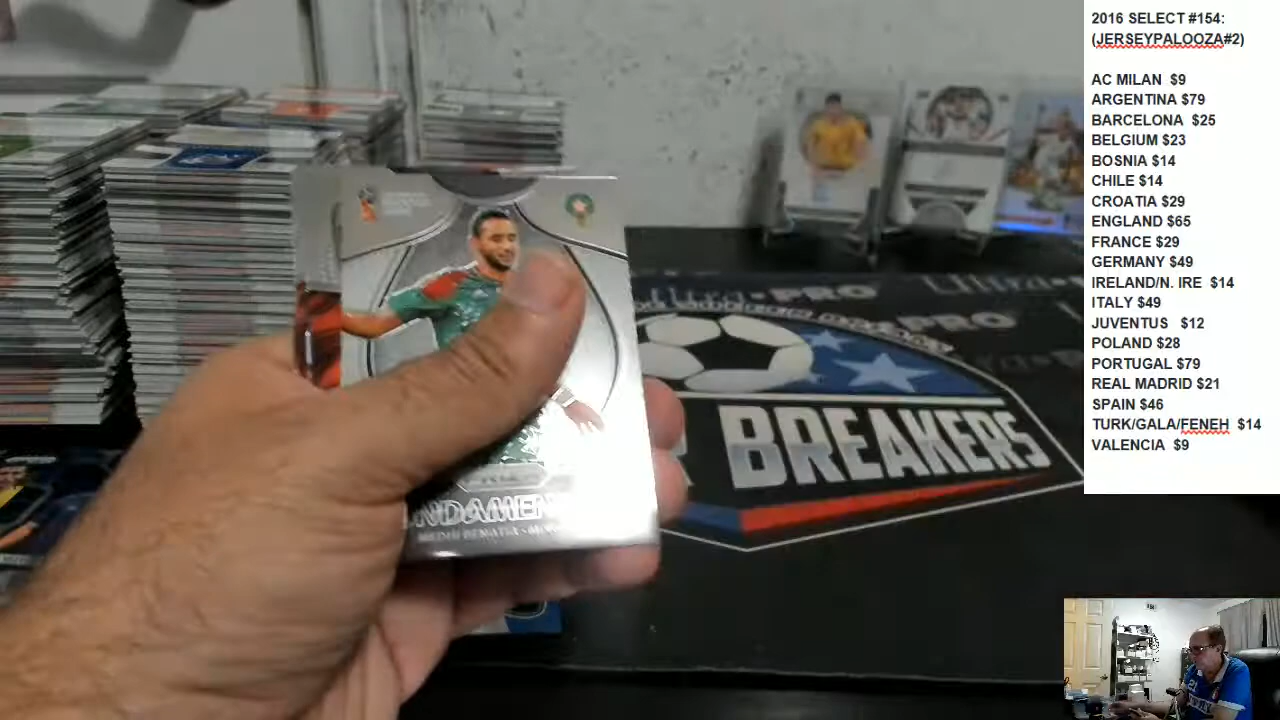 2016 SELECT #154:
(JERSEYPALOOZA#2)
AC MILAN $9
ARGENTINA $79
BARCELONA $25
BELGIUM $23
BOSNIA $14
CHILE $14
CROATIA $29
ENGLAND $65
FRANCE $29
GERMANY $49
IRELAND/N. IRE $14
ITALY $49
JUVENTUS $12
POLAND $28
PORTUGAL $79
REAL MADRID $21
SPAIN $46
TURK/GALA/FENEH $14
VALENCIA $9
PRO
PRO
BREAKERS